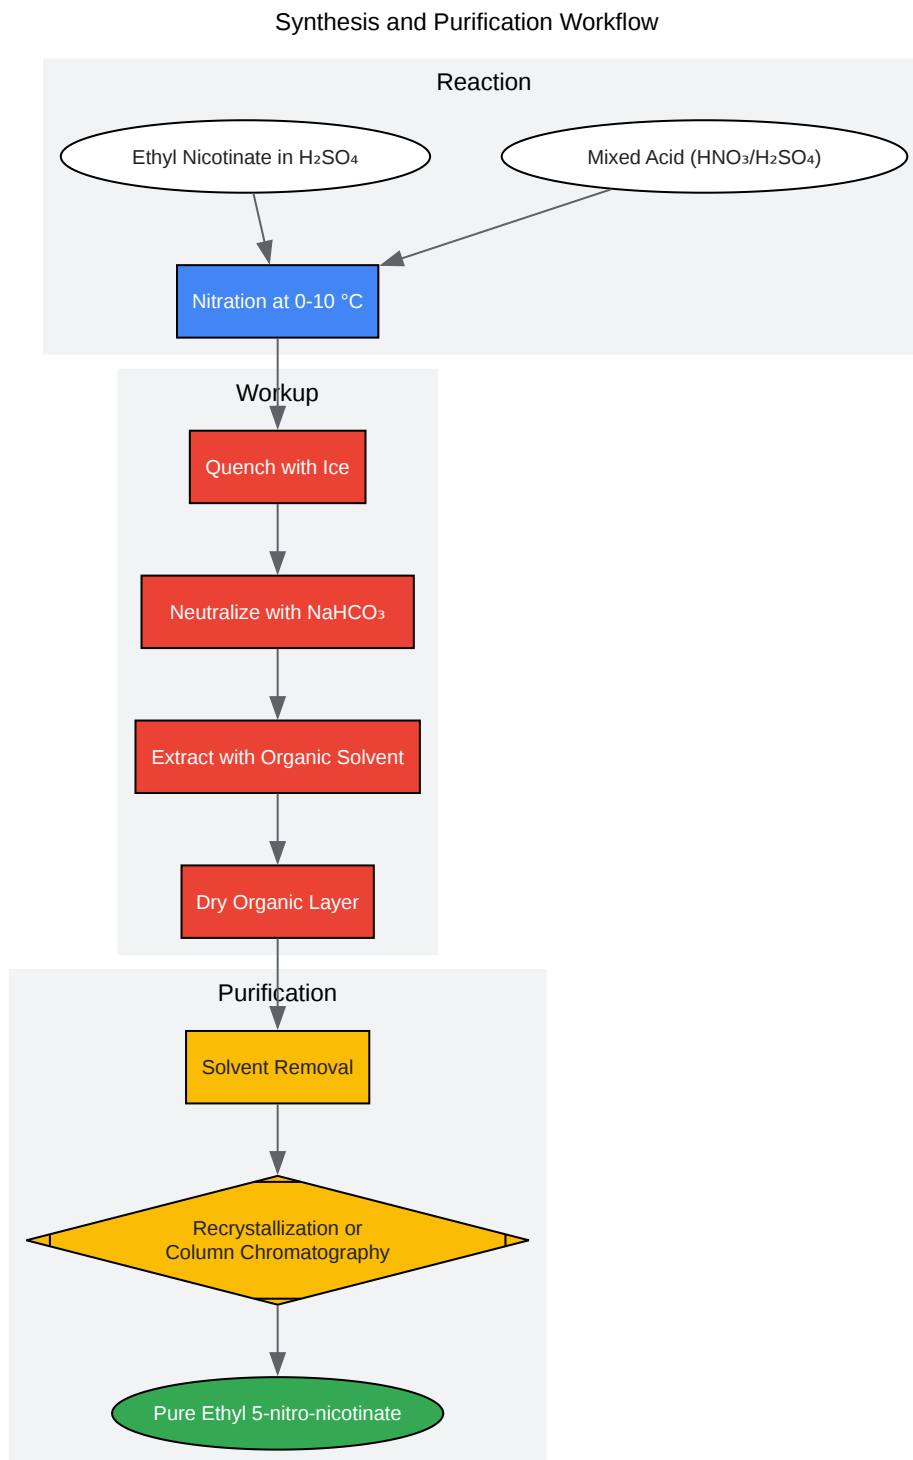 Synthesis and Purification Workflow
Reaction
Ethyl Nicotinate in H₂SO₄
Mixed Acid (HNO₃/H₂SO₄)
Nitration at 0-10 °C
Workup
Quench with Ice
Neutralize with NaHCO₃
Extract with Organic Solvent
Dry Organic Layer
Purification
Solvent Removal
Recrystallization or
Column Chromatography
Pure Ethyl 5-nitro-nicotinate